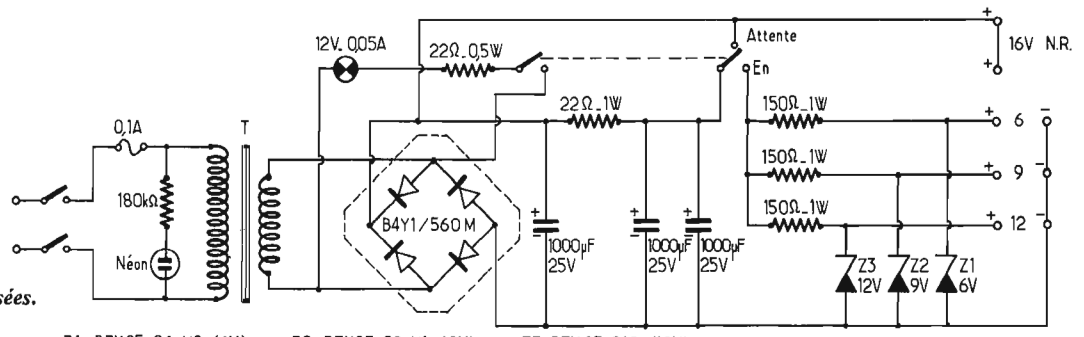 12V_0,05A
22Ω_0,5W
Attente
En
+
16V N.R.
+
0,1A
T
22Ω_1W
150Ω_1W
+ 6 -
150Ω_1W
+ 9 -
150Ω_1W
+ 12 -
180kΩ
Néon
B4Y1/560M
+
-
1000µF
25V
+
-
1000µF
25V
+
-
1000µF
25V
Z3
12V
Z2
9V
Z1
6V
sées.